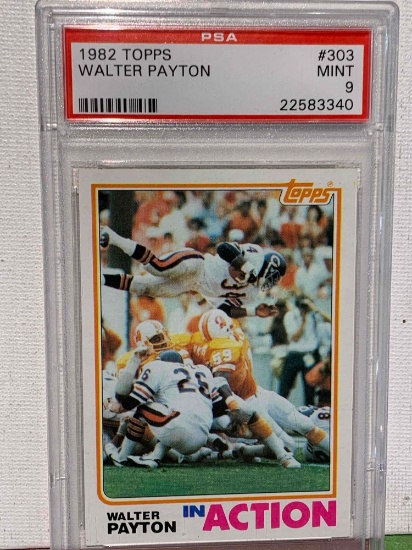 PSA
1982 TOPPS #303
WALTER PAYTON MINT
9
22583340
topps
34
59
26
WALTER
PAYTON
IN ACTION